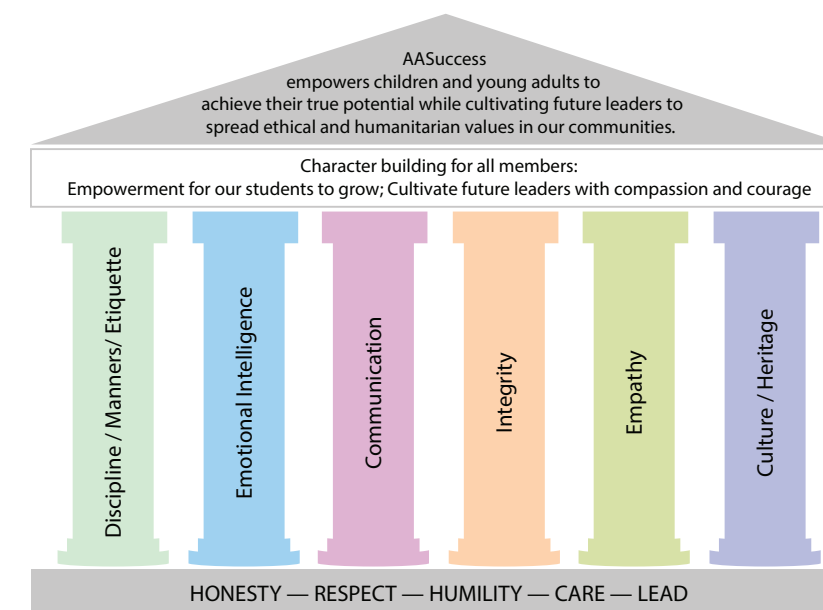 AASuccess
empowers children and young adults to
achieve their true potential while cultivating future leaders to
spread ethical and humanitarian values in our communities.
Character building for all members:
Empowerment for our students to grow; Cultivate future leaders with compassion and courage
Discipline / Manners/ Etiquette
Emotional Intelligence
Communication
Integrity
Empathy
Culture / Heritage
HONESTY — RESPECT — HUMILITY — CARE — LEAD